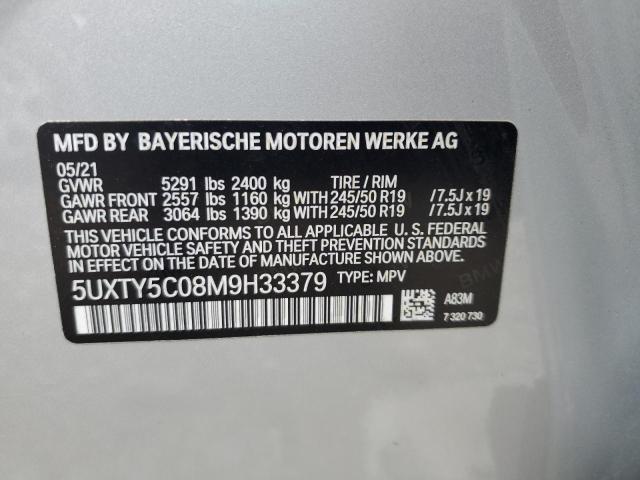 MFD BY BAYERISCHE MOTOREN WERKE AG
05/21
GVWR 5291 lbs 2400 kg TIRE / RIM
GAWR FRONT 2557 lbs 1160 kg WITH 245/50 R19 /7.5J x 19
GAWR REAR 3064 lbs 1390 kg WITH 245/50 R19 /7.5J x 19
THIS VEHICLE CONFORMS TO ALL APPLICABLE U. S. FEDERAL
MOTOR VEHICLE SAFETY AND THEFT PREVENTION STANDARDS
IN EFFECT ON THE DATE OF MANUFACTURE SHOWN ABOVE.
5UXTY5C08M9H33379 TYPE: MPV
A83M
7 320 730